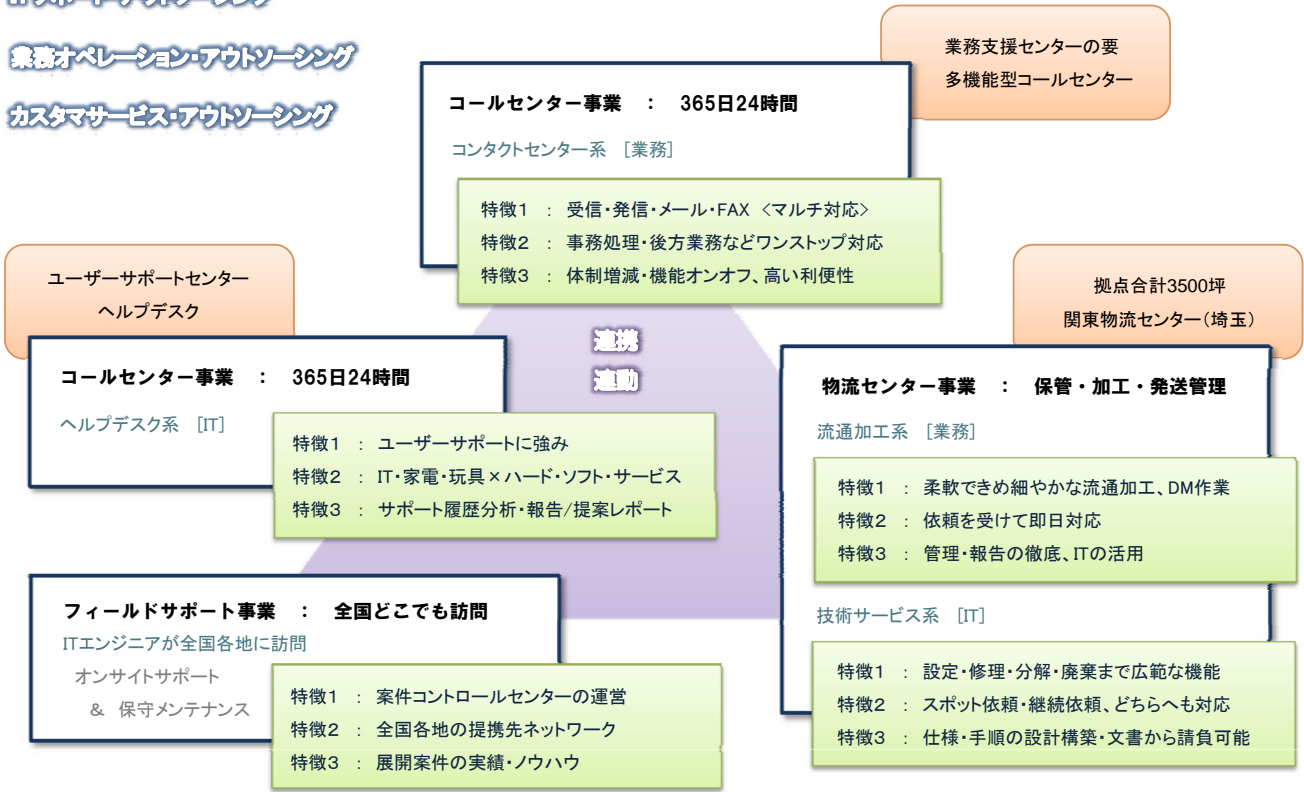 業務オペレーション・アウトソーシング
カスタマサービス・アウトソーシング
業務支援センターの要
多機能型コールセンター
コールセンター事業 ： 365日24時間
コンタクトセンター系 [業務]
特徴1 ： 受信・発信・メール・FAX <マルチ対応>
特徴2 ： 事務処理・後方業務などワンストップ対応
特徴3 ： 体制増減・機能オンオフ、高い利便性
ユーザーサポートセンター
ヘルプデスク
コールセンター事業 ： 365日24時間
ヘルプデスク系 [IT]
特徴1 ： ユーザーサポートに強み
特徴2 ： IT・家電・玩具×ハード・ソフト・サービス
特徴3 ： サポート履歴分析・報告/提案レポート
連携
連動
拠点合計3500坪
関東物流センター(埼玉)
物流センター事業 ： 保管・加工・発送管理
流通加工系 [業務]
特徴1 ： 柔軟できめ細やかな流通加工、DM作業
特徴2 ： 依頼を受けて即日対応
特徴3 ： 管理・報告の徹底、ITの活用
技術サービス系 [IT]
特徴1 ： 設定・修理・分解・廃棄まで広範な機能
特徴2 ： スポット依頼・継続依頼、どちらへも対応
特徴3 ： 仕様・手順の設計構築・文書から請負可能
フィールドサポート事業 ： 全国どこでも訪問
ITエンジニアが全国各地に訪問
オンサイトサポート
& 保守メンテナンス
特徴1 ： 案件コントロールセンターの運営
特徴2 ： 全国各地の提携先ネットワーク
特徴3 ： 展開案件の実績・ノウハウ